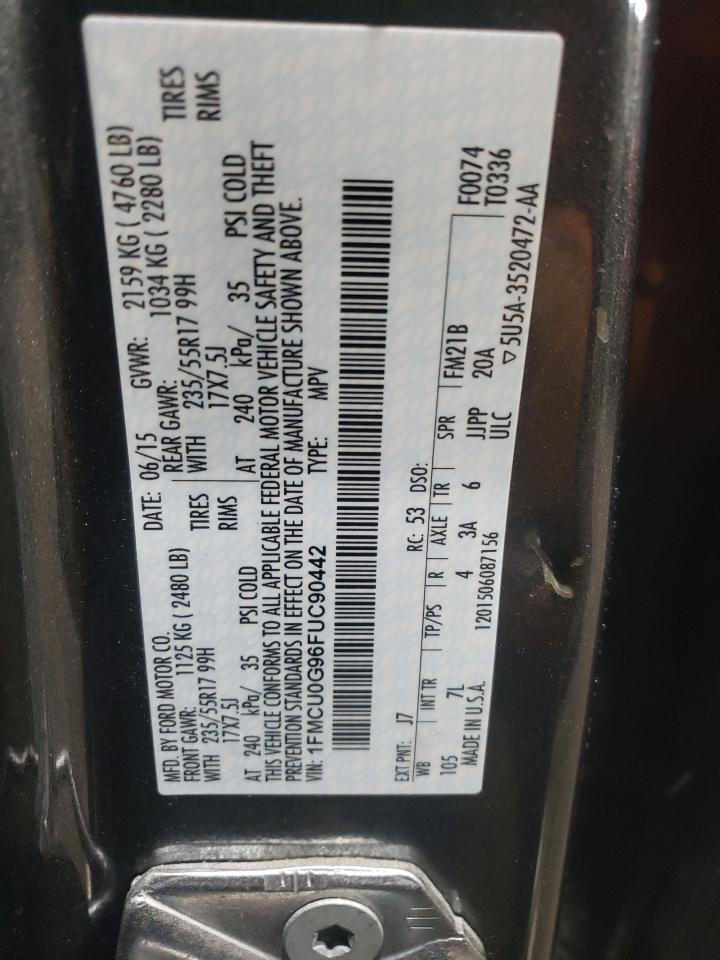 MFD. BY FORD MOTOR CO. DATE: 06/15 GVWR: 2159 KG ( 4760 LB)
FRONT GAWR: 1125 KG ( 2480 LB) REAR GAWR: 1034 KG ( 2280 LB)
WITH 235/55R17 99H TIRES WITH 235/55R17 99H TIRES
17X7.5J RIMS 17X7.5J RIMS
AT 240 kPa/ 35 PSI COLD AT 240 kPa/ 35 PSI COLD
THIS VEHICLE CONFORMS TO ALL APPLICABLE FEDERAL MOTOR VEHICLE SAFETY AND THEFT
PREVENTION STANDARDS IN EFFECT ON THE DATE OF MANUFACTURE SHOWN ABOVE.
VIN: 1FMCU0G96FUC90442 TYPE: MPV
EXT PNT: J7 RC: 53 DSO: F0074
WB INT TR TP/PS R AXLE TR SPR FM21B T0336
105 7L 4 3A 6 JJPP 20A
MADE IN U.S.A. 1201506087156 ULC ▽5U5A-3520472-AA